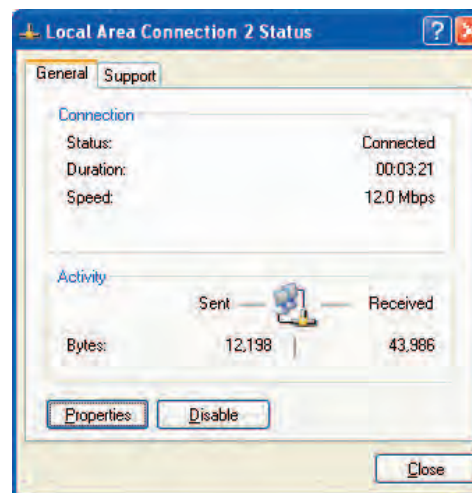 Local Area Connection 2 Status
General Support
Connection
Status: Connected
Duration: 00:03:21
Speed: 12.0 Mbps
Activity
Sent Received
Bytes: 12,198 43,986
Properties Disable
Close